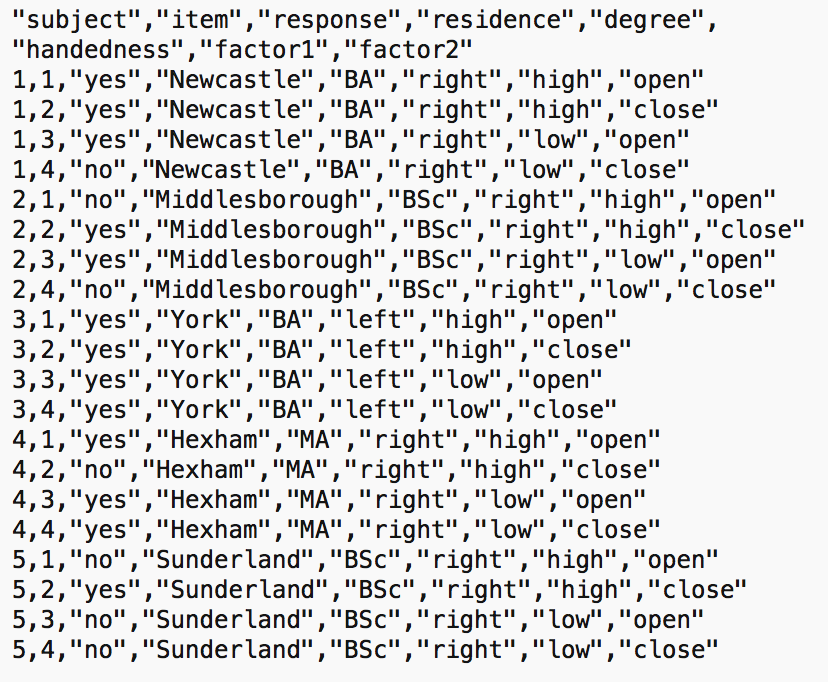 "subject","item","response","residence","degree",
"handedness","factor1","factor2"
1,1,"yes","Newcastle","BA","right","high","open"
1,2,"yes","Newcastle","BA","right","high","close"
1,3,"yes","Newcastle","BA","right","low","open"
1,4,"no","Newcastle","BA","right","low","close"
2,1,"no","Middlesborough","BSc","right","high","open"
2,2,"yes","Middlesborough","BSc","right","high","close"
2,3,"yes","Middlesborough","BSc","right","low","open"
2,4,"no","Middlesborough","BSc","right","low","close"
3,1,"yes","York","BA","left","high","open"
3,2,"yes","York","BA","left","high","close"
3,3,"yes","York","BA","left","low","open"
3,4,"yes","York","BA","left","low","close"
4,1,"yes","Hexham","MA","right","high","open"
4,2,"no","Hexham","MA","right","high","close"
4,3,"yes","Hexham","MA","right","low","open"
4,4,"yes","Hexham","MA","right","low","close"
5,1,"no","Sunderland","BSc","right","high","open"
5,2,"yes","Sunderland","BSc","right","high","close"
5,3,"no","Sunderland","BSc","right","low","open"
5,4,"no","Sunderland","BSc","right","low","close"